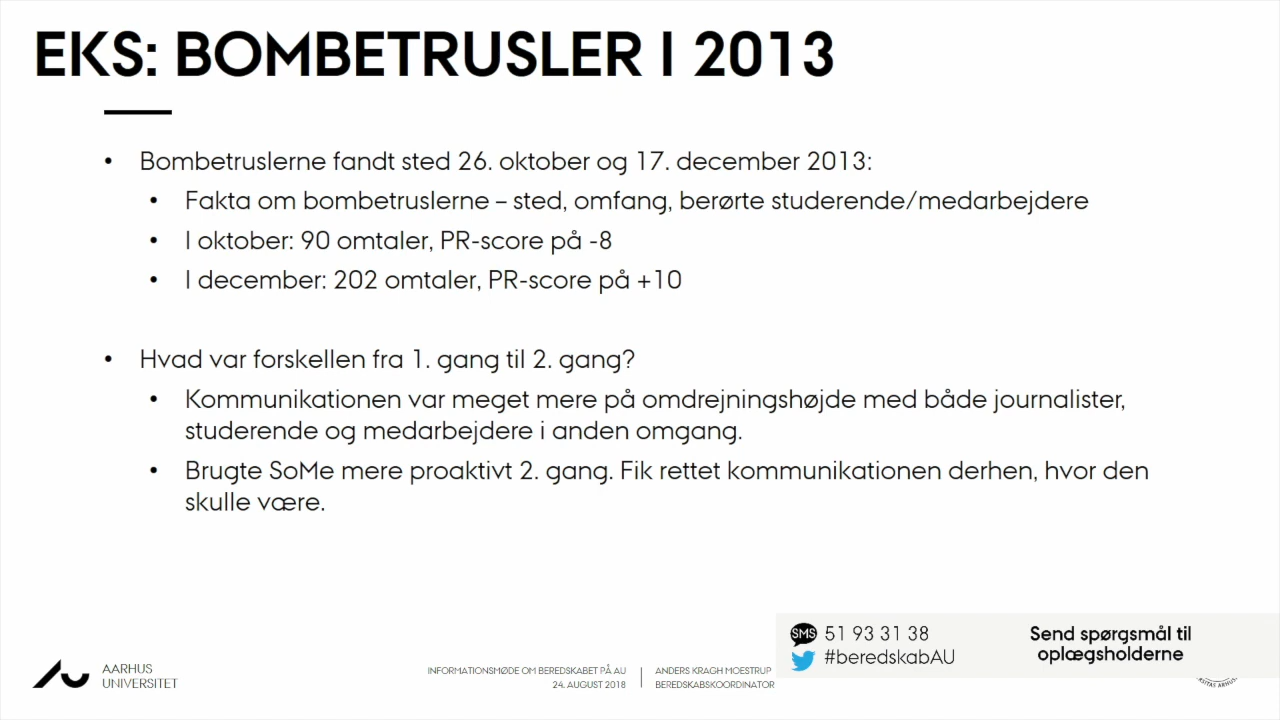 EKS: BOMBETRUSLER I 2013
• Bombetruslerne fandt sted 26. oktober og 17. december 2013:
• Fakta om bombetruslerne – sted, omfang, berørte studerende/medarbejdere
• I oktober: 90 omtaler, PR-score på -8
• I december: 202 omtaler, PR-score på +10
• Hvad var forskellen fra 1. gang til 2. gang?
• Kommunikationen var meget mere på omdrejningshøjde med både journalister,
studerende og medarbejdere i anden omgang.
• Brugte SoMe mere proaktivt 2. gang. Fik rettet kommunikationen derhen, hvor den
skulle være.
SMS 51 93 31 38
#beredskabAU
Send spørgsmål til
oplægsholderne
AARHUS
UNIVERSITET
INFORMATIONSMØDE OM BEREDSKABET PÅ AU
24. AUGUST 2018
ANDERS KRAGH MOESTRUP
BEREDSKABSKOORDINATOR